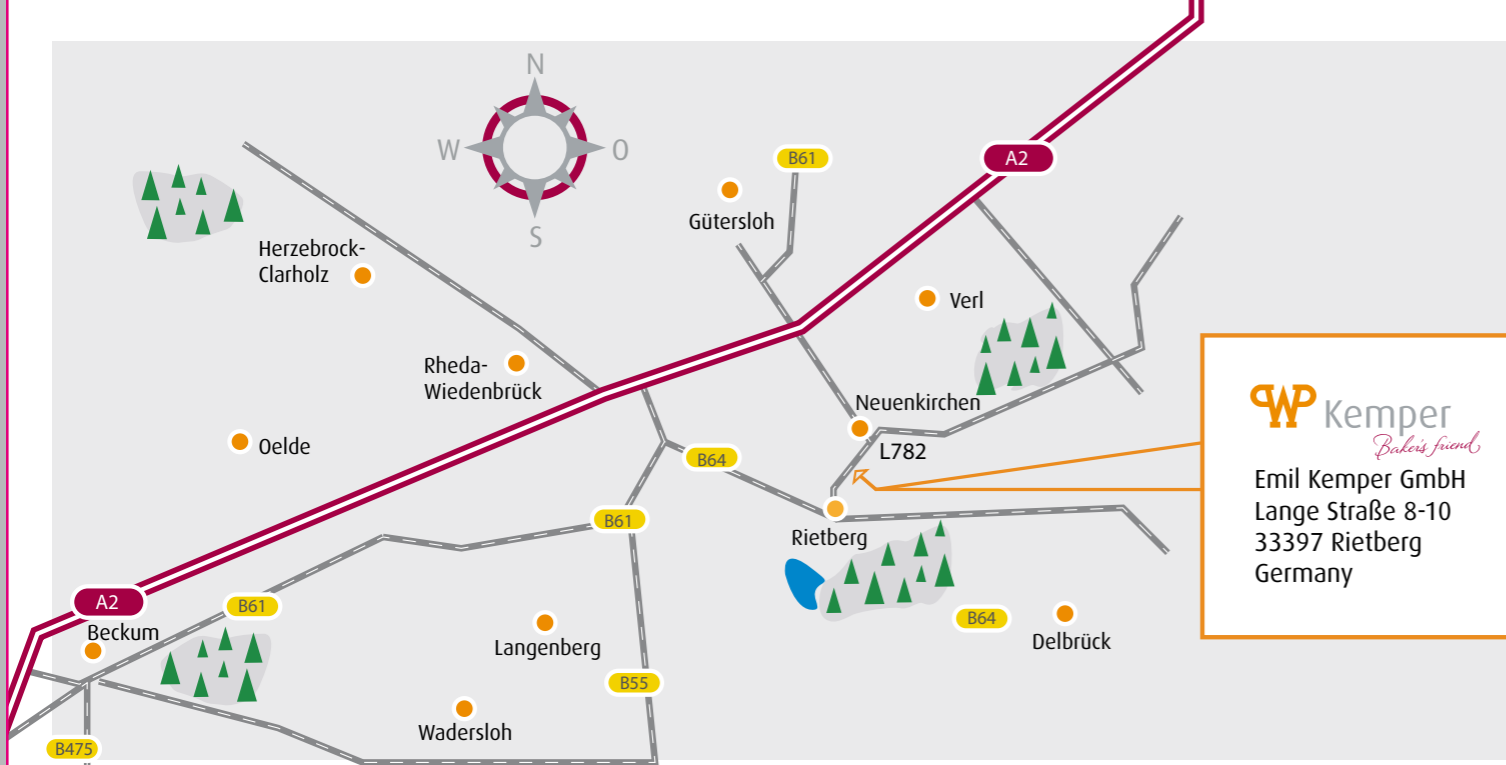 N
W
O
S
B61
A2
Gütersloh
Herzebrock-
Clarholz
Verl
Rheda-
Wiedenbrück
Neuenkirchen
Oelde
L782
B64
B61
Rietberg
WP Kemper
Baker's friend
Emil Kemper GmbH
Lange Straße 8-10
33397 Rietberg
Germany
A2
B61
Beckum
Langenberg
B64
Delbrück
B55
Wadersloh
B475